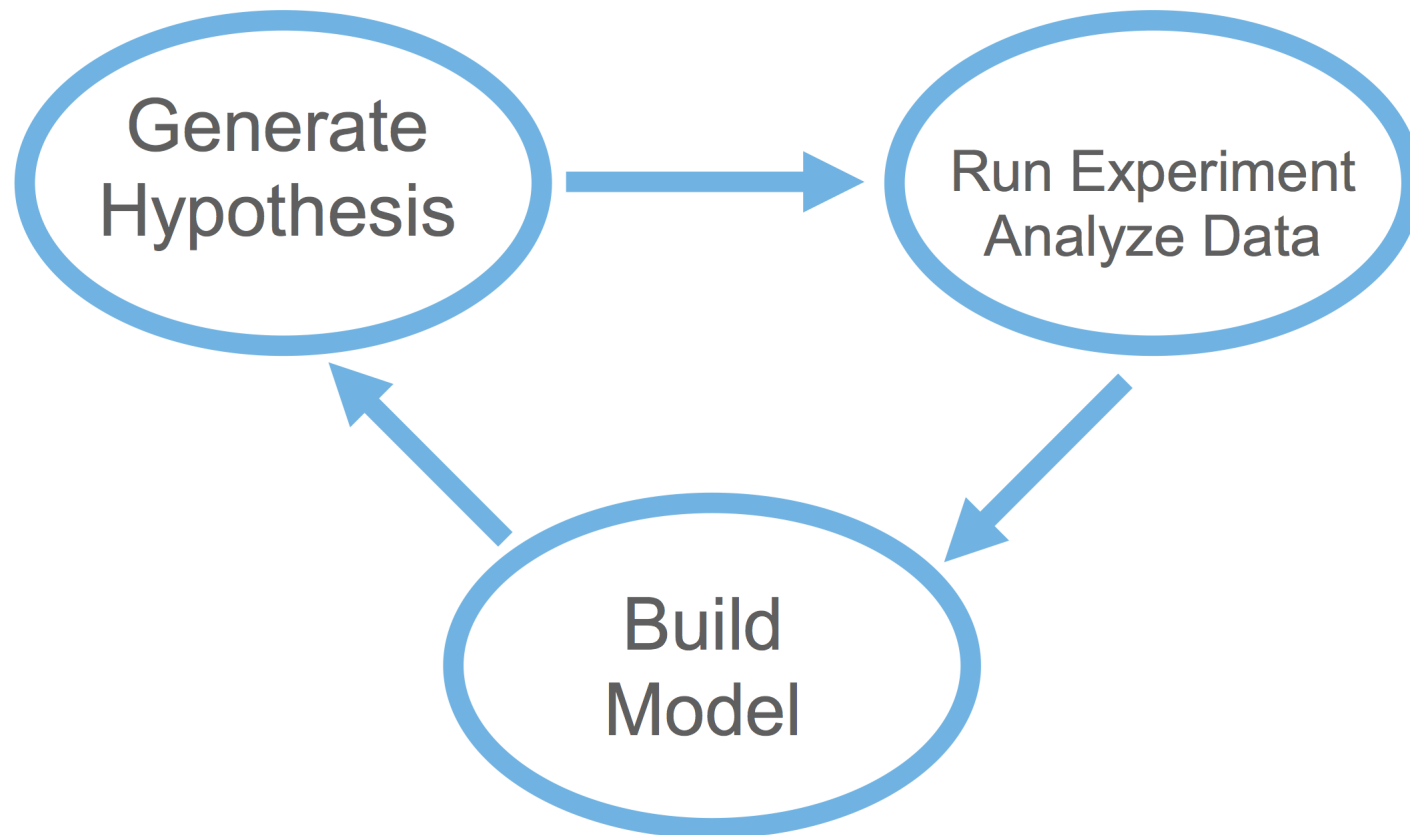 Generate
Hypothesis
Run Experiment
Analyze Data
Build
Model